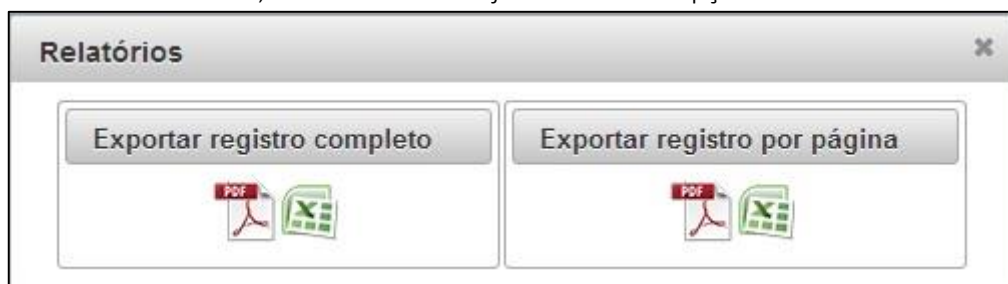 Relatórios
Exportar registro completo
Exportar registro por página
PDF
PDF